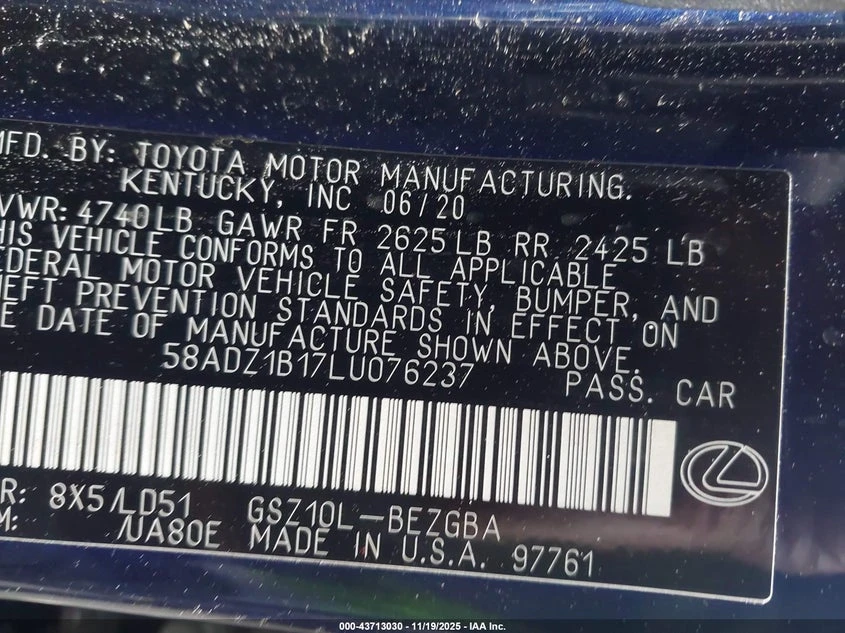 MFD. BY: TOYOTA MOTOR MANUFACTURING.
KENTUCKY, INC 06/20
VWR: 4740LB GAWR FR 2625 LB RR 2425 LB
HIS VEHICLE CONFORMS TO ALL APPLICABLE
EDERAL MOTOR VEHICLE SAFETY, BUMPER, AND
EFT PREVENTION STANDARDS IN EFFECT ON
E DATE OF MANUFACTURE SHOWN ABOVE.
58ADZ1B17LU076237 PASS. CAR
R: 8X5/LD51 GSZ10L-BEZGBA
M: /UA80E MADE IN U.S.A. 97761
000-43713030 - 11/19/2025 - IAA Inc.